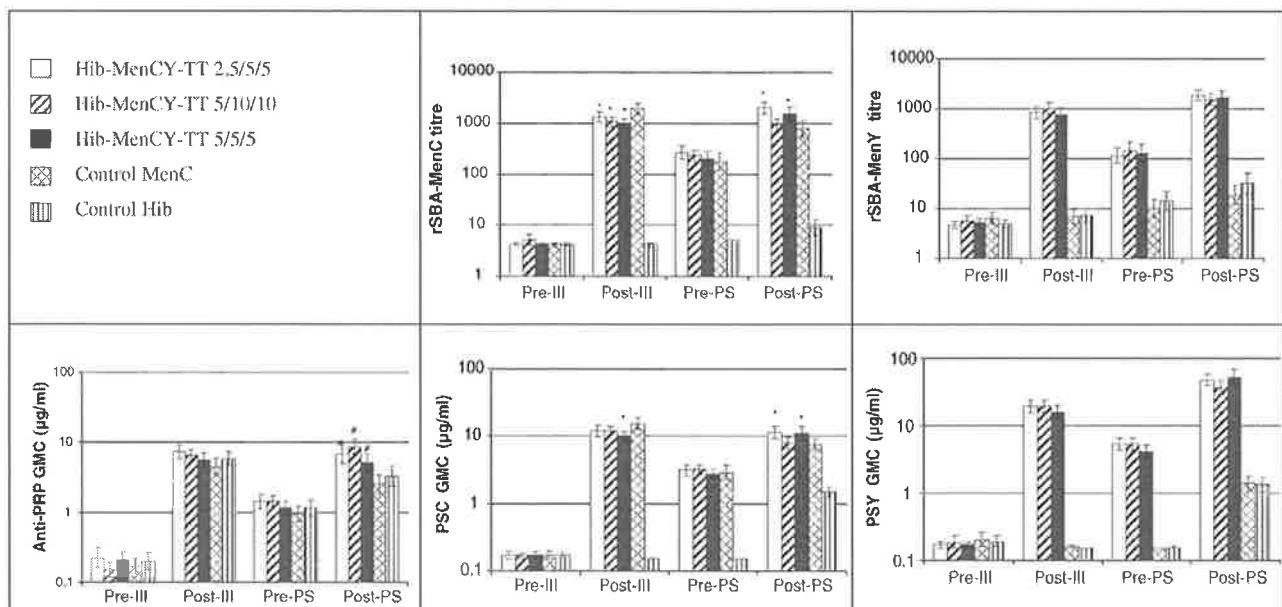 Hib-MenCY-TT 2,5/5/5
Hib-MenCY-TT 5/10/10
Hib-MenCY-TT 5/5/5
Control MenC
Control Hib
rSBA-MenC titre
10000
1000
100
10
1
* * * * *
Pre-III Post-III Pre-PS Post-PS
rSBA-MenY titre
10000
1000
100
10
1
Pre-III Post-III Pre-PS Post-PS
Anti-PRP GMC (µg/ml)
100
10
1
0.1
# # #
Pre-III Post-III Pre-PS Post-PS
PSC GMC (µg/ml)
100
10
1
0.1
* * *
Pre-III Post-III Pre-PS Post-PS
PSY GMC (µg/ml)
100
10
1
0.1
Pre-III Post-III Pre-PS Post-PS